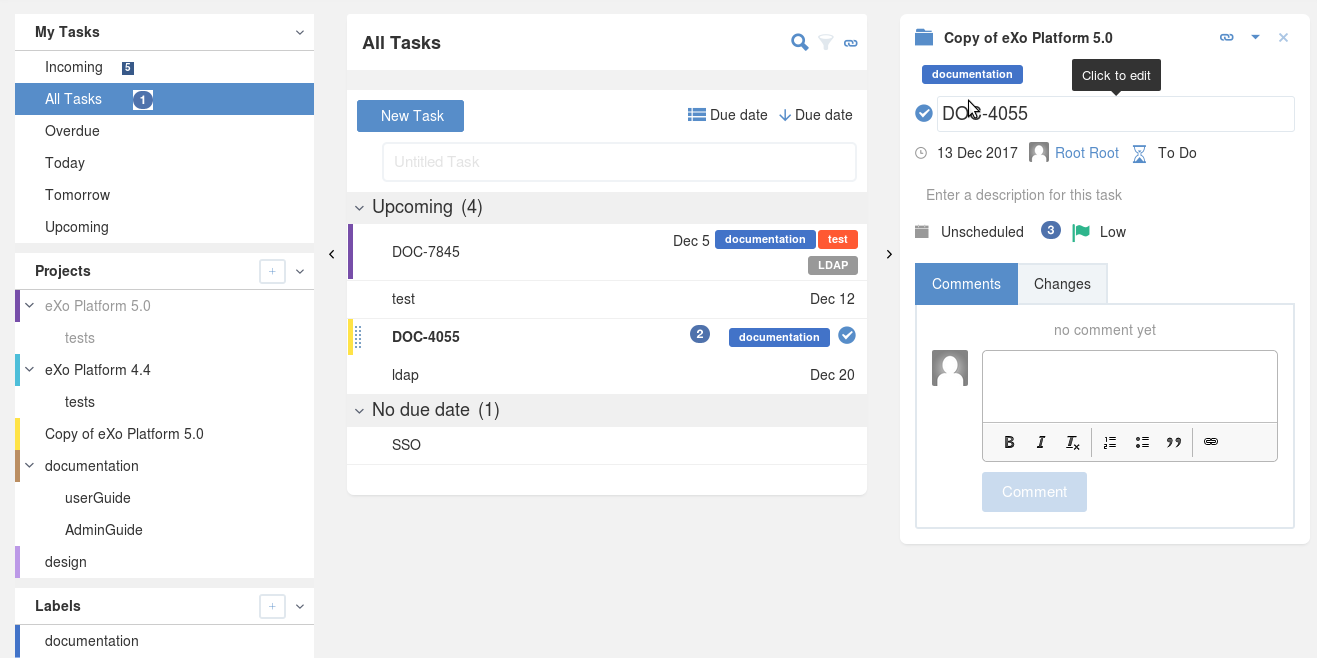 My Tasks
Incoming 5
All Tasks 1
Overdue
Today
Tomorrow
Upcoming
Projects +
eXo Platform 5.0
tests
eXo Platform 4.4
tests
Copy of eXo Platform 5.0
documentation
userGuide
AdminGuide
design
Labels +
documentation
All Tasks
New Task Due date Due date
Untitled Task
Upcoming (4)
DOC-7845 Dec 5 documentation test
LDAP
test Dec 12
DOC-4055 2 documentation
ldap Dec 20
No due date (1)
SSO
Copy of eXo Platform 5.0
documentation Click to edit
DOC-4055
13 Dec 2017 Root Root To Do
Enter a description for this task
Unscheduled 3 Low
Comments Changes
no comment yet
B I Tx
Comment